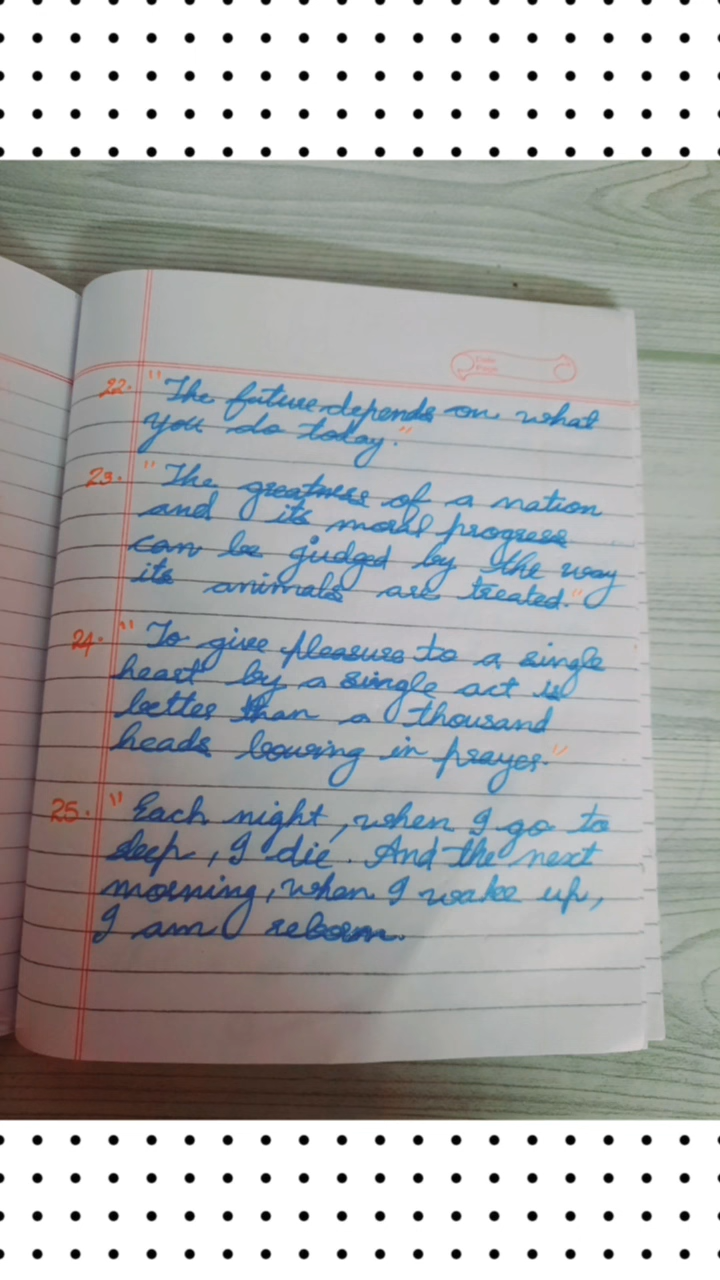 Date
Page
22. "The future depends on what
you do today."
23. "The greatness of a nation
and its moral progress
can be judged by the way
its animals are treated."
24. "To give pleasure to a single
heart by a single act is
better than a thousand
heads bowing in prayer."
25. "Each night, when I go to
sleep, I die. And the next
morning, when I wake up,
I am reborn.